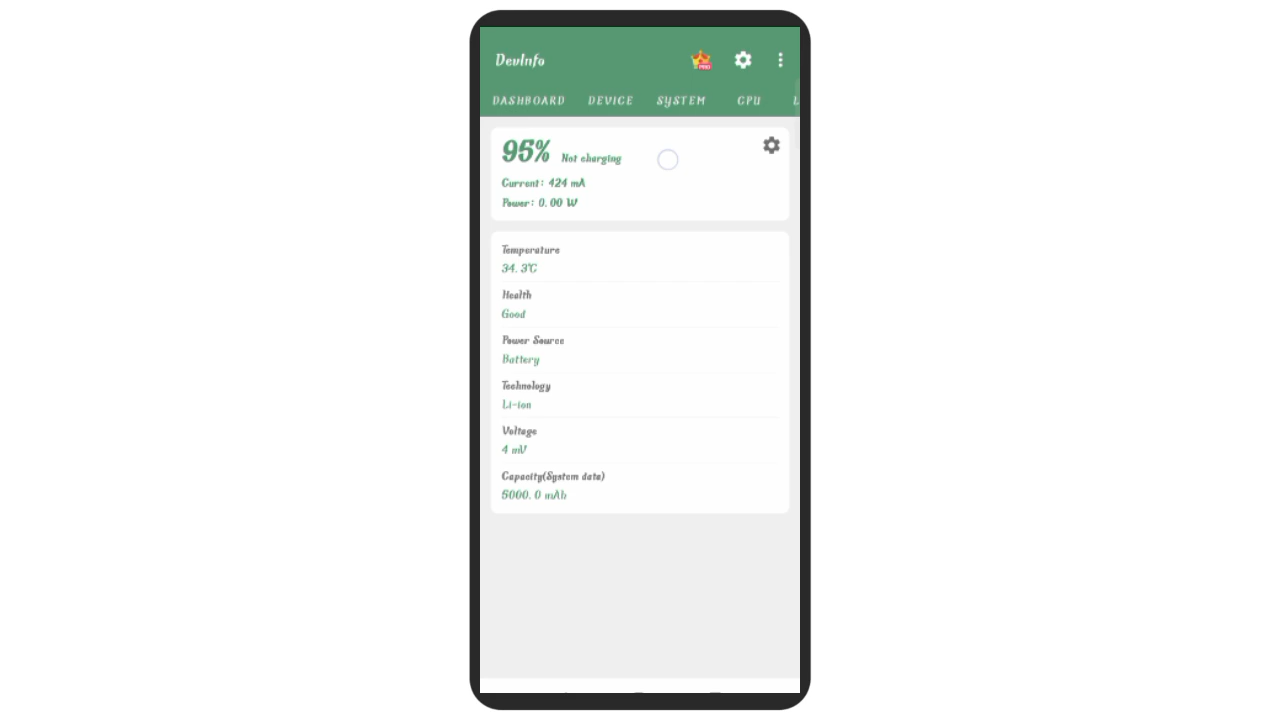 DevInfo
PRO
DASHBOARD DEVICE SYSTEM CPU
95% Not charging
Current: 424 mA
Power: 0.00 W
Temperature
34.3℃
Health
Good
Power Source
Battery
Technology
Li-ion
Voltage
4 mV
Capacity(System data)
5000.0 mAh